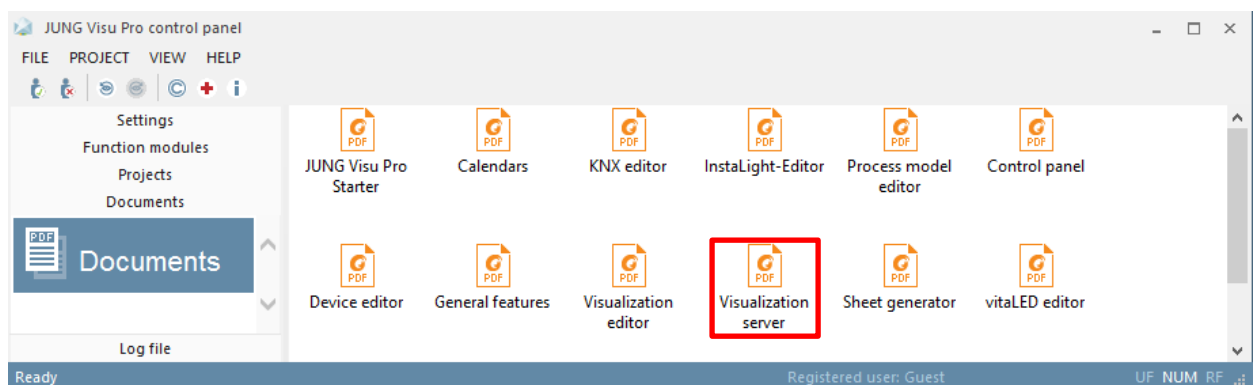 JUNG Visu Pro control panel
FILE PROJECT VIEW HELP
Settings
Function modules
Projects
Documents
PDF
Documents
Log file
PDF PDF PDF PDF PDF PDF
JUNG Visu Pro Calendars KNX editor InstaLight-Editor Process model Control panel
Starter editor
PDF PDF PDF PDF PDF PDF
Device editor General features Visualization Visualization Sheet generator vitaLED editor
editor server
Ready Registered user: Guest UF NUM RF